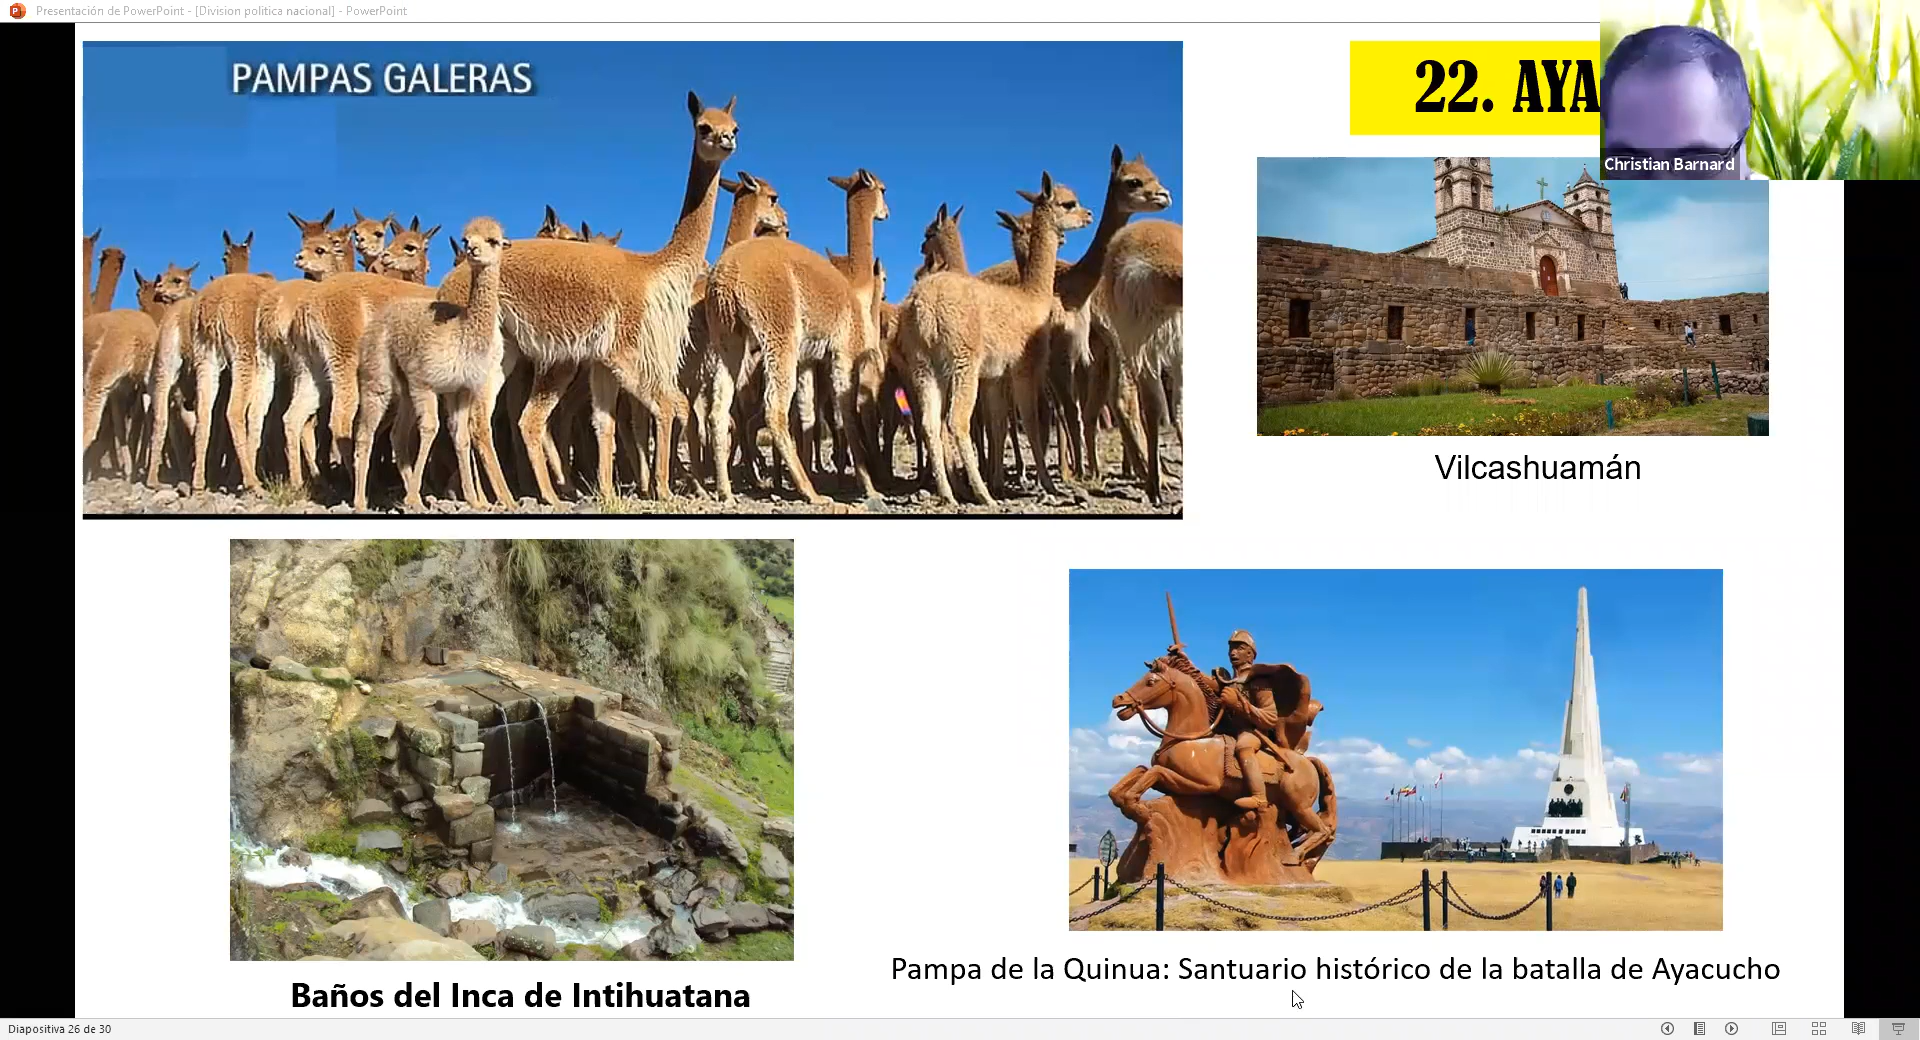 Presentación de PowerPoint - [Division politica nacional] - PowerPoint
PAMPAS GALERAS
22. AYA
Christian Barnard
Vilcashuamán
Pampa de la Quinua: Santuario histórico de la batalla de Ayacucho
Baños del Inca de Intihuatana
Diapositiva 26 de 30